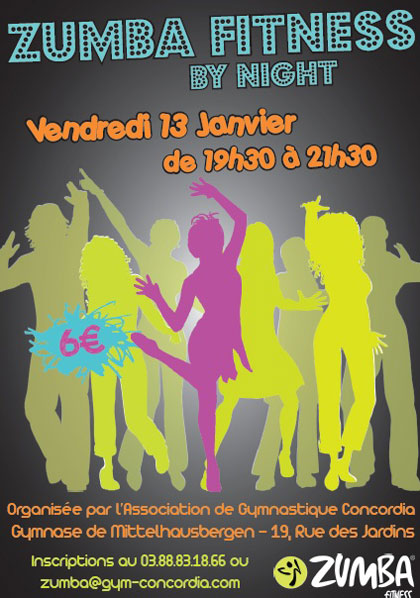 ZUMBA FITNESS
BY NIGHT
Vendredi 13 Janvier
de 19h30 à 21h30
6€
Organisée par l'Association de Gymnastique Concordia
Gymnase de Mittelhausbergen - 19, Rue des Jardins
Inscriptions au 03.88.83.18.66 ou
zumba@gym-concordia.com
ZUMBA®
FITNESS